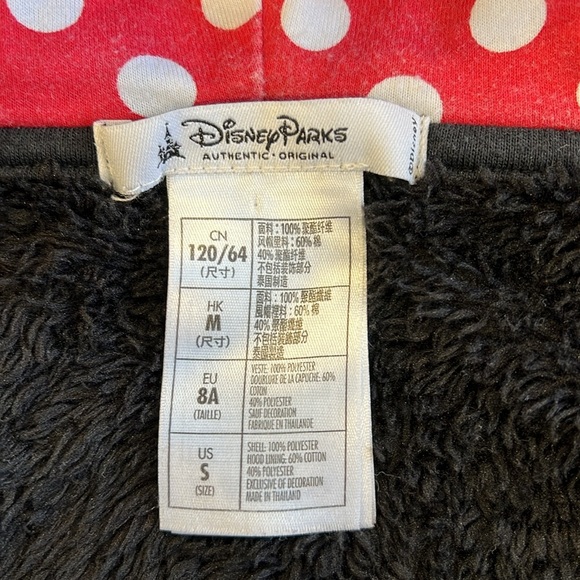 Disney Parks
AUTHENTIC • ORIGINAL
©Disney
CN
120/64
(尺寸)
面料：100% 聚酯纤维
风帽里料：60% 棉
40% 聚酯纤维
不包括装饰部分
泰国制造
HK
M
(尺寸)
面料：100% 聚酯纖維
風帽裡料：60% 棉
40% 聚酯纖維
不包括裝飾部分
泰國製造
EU
8A
(TAILLE)
VESTE: 100% POLYESTER
DOUBLURE DE LA CAPUCHE: 60%
COTON
40% POLYESTER
SAUF DECORATION
FABRIQUE EN THAILANDE
US
S
(SIZE)
SHELL: 100% POLYESTER
HOOD LINING: 60% COTTON
40% POLYESTER
EXCLUSIVE OF DECORATION
MADE IN THAILAND